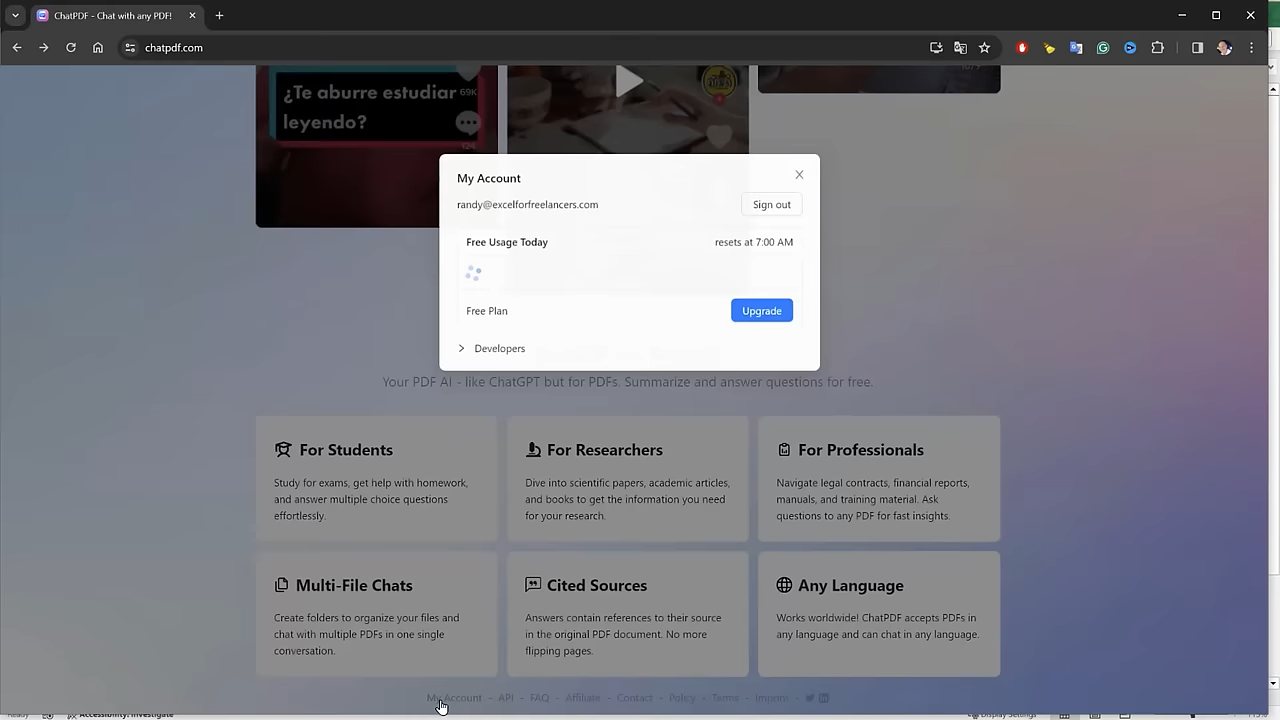 ChatPDF - Chat with any PDF!
chatpdf.com
¿Te aburre estudiar
leyendo?
69K
124
My Account
randy@excelforfreelancers.com
Sign out
Free Usage Today
resets at 7:00 AM
Free Plan
Upgrade
Developers
Your PDF AI - like ChatGPT but for PDFs. Summarize and answer questions for free.
For Students
Study for exams, get help with homework,
and answer multiple choice questions
effortlessly.
For Researchers
Dive into scientific papers, academic articles,
and books to get the information you need
for your research.
For Professionals
Navigate legal contracts, financial reports,
manuals, and training material. Ask
questions to any PDF for fast insights.
Multi-File Chats
Create folders to organize your files and
chat with multiple PDFs in one single
conversation.
Cited Sources
Answers contain references to their source
in the original PDF document. No more
flipping pages.
Any Language
Works worldwide! ChatPDF accepts PDFs in
any language and can chat in any language.
My Account - API - FAQ - Affiliate - Contact - Policy - Terms - Imprint -
Ready
Accessibility: Investigate
Display Settings